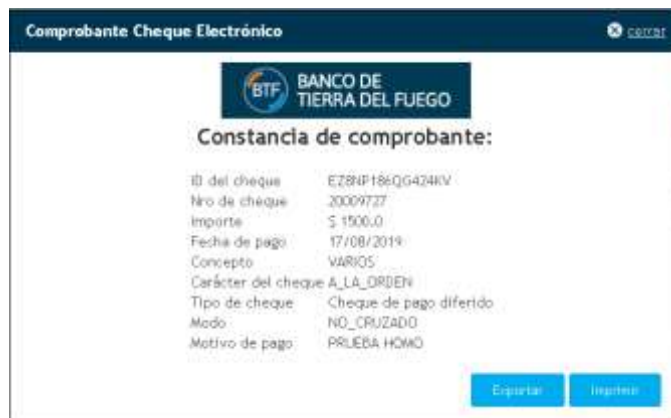 Comprobante Cheque Electrónico
cerrar
BTF BANCO DE
TIERRA DEL FUEGO
Constancia de comprobante:
ID del cheque EZ8NP186QG424KV
Nro de cheque 20009727
Importe $ 1500.0
Fecha de pago 17/08/2019
Concepto VARIOS
Carácter del cheque A_LA_ORDEN
Tipo de cheque Cheque de pago diferido
Modo NO_CRUZADO
Motivo de pago PRUEBA HOMO
Exportar Imprimir